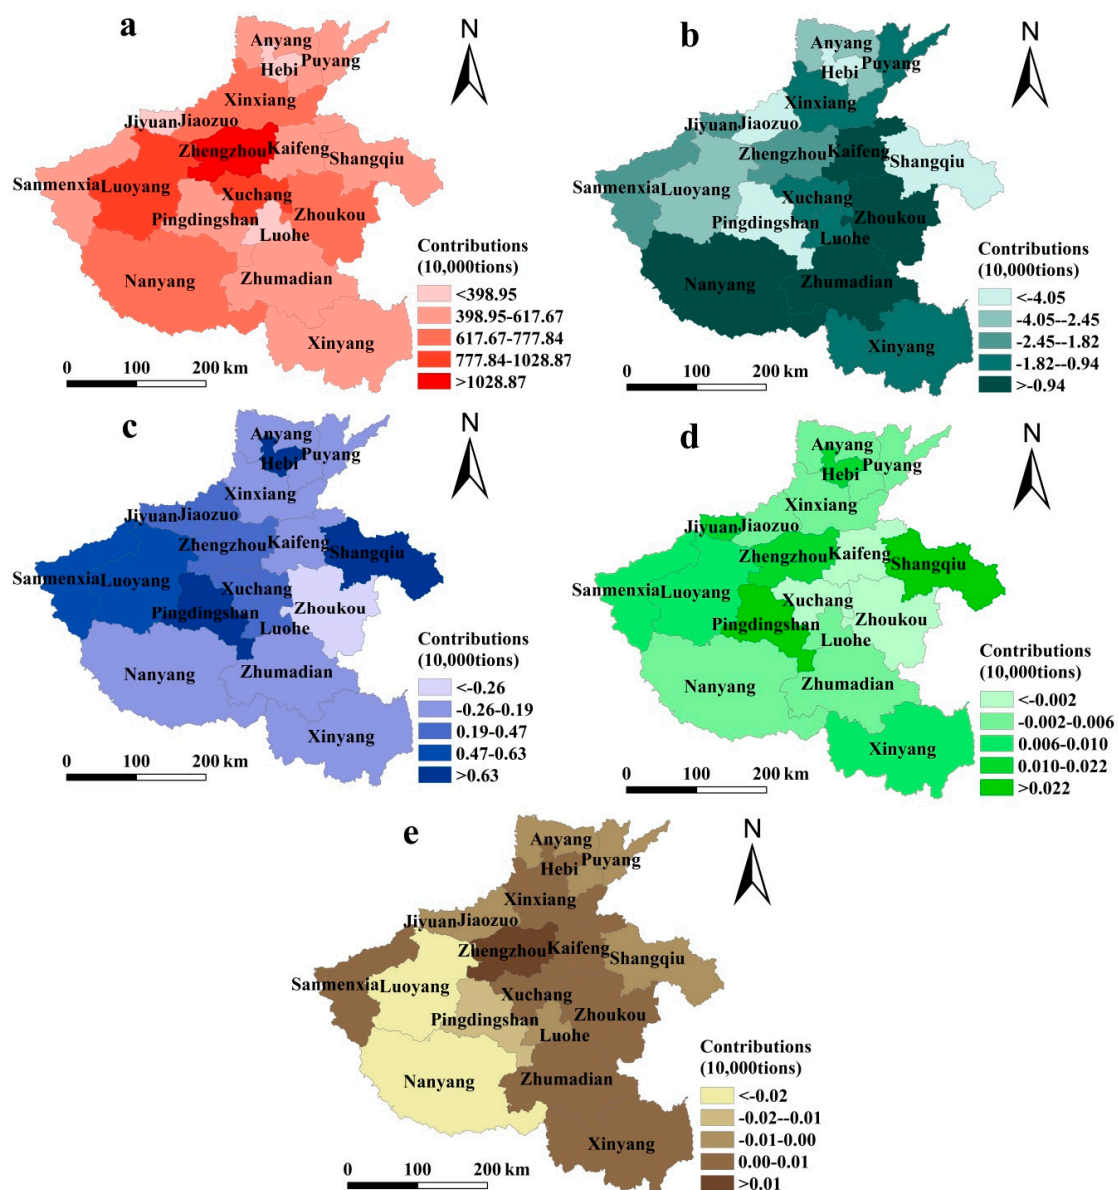 a
N
Anyang
Puyang
Hebi
Xinxiang
Jiyuan Jiaozuo
Zhengzhou Kaifeng
Shangqiu
Sanmenxia Luoyang
Xuchang
Pingdingshan Zhoukou
Luohe
Nanyang Zhumadian
Xinyang
Contributions
(10,000tions)
<398.95
398.95-617.67
617.67-777.84
777.84-1028.87
>1028.87
0 100 200 km
b
N
Anyang
Puyang
Hebi
Xinxiang
Jiyuan Jiaozuo
Zhengzhou Kaifeng
Shangqiu
Sanmenxia Luoyang
Xuchang
Pingdingshan Zhoukou
Luohe
Nanyang Zhumadian
Xinyang
Contributions
(10,000tions)
<-4.05
-4.05--2.45
-2.45--1.82
-1.82--0.94
>-0.94
0 100 200 km
c
N
Anyang
Puyang
Hebi
Xinxiang
Jiyuan Jiaozuo
Zhengzhou Kaifeng
Shangqiu
Sanmenxia Luoyang
Xuchang
Pingdingshan Zhoukou
Luohe
Nanyang Zhumadian
Xinyang
Contributions
(10,000tions)
<-0.26
-0.26-0.19
0.19-0.47
0.47-0.63
>0.63
0 100 200 km
d
N
Anyang
Puyang
Hebi
Xinxiang
Jiyuan Jiaozuo
Zhengzhou Kaifeng
Shangqiu
Sanmenxia Luoyang
Xuchang
Pingdingshan Zhoukou
Luohe
Nanyang Zhumadian
Xinyang
Contributions
(10,000tions)
<-0.002
-0.002-0.006
0.006-0.010
0.010-0.022
>0.022
0 100 200 km
e
N
Anyang
Puyang
Hebi
Xinxiang
Jiyuan Jiaozuo
Zhengzhou Kaifeng
Shangqiu
Sanmenxia Luoyang
Xuchang
Pingdingshan Zhoukou
Luohe
Nanyang Zhumadian
Xinyang
Contributions
(10,000tions)
<-0.02
-0.02--0.01
-0.01-0.00
0.00-0.01
>0.01
0 100 200 km